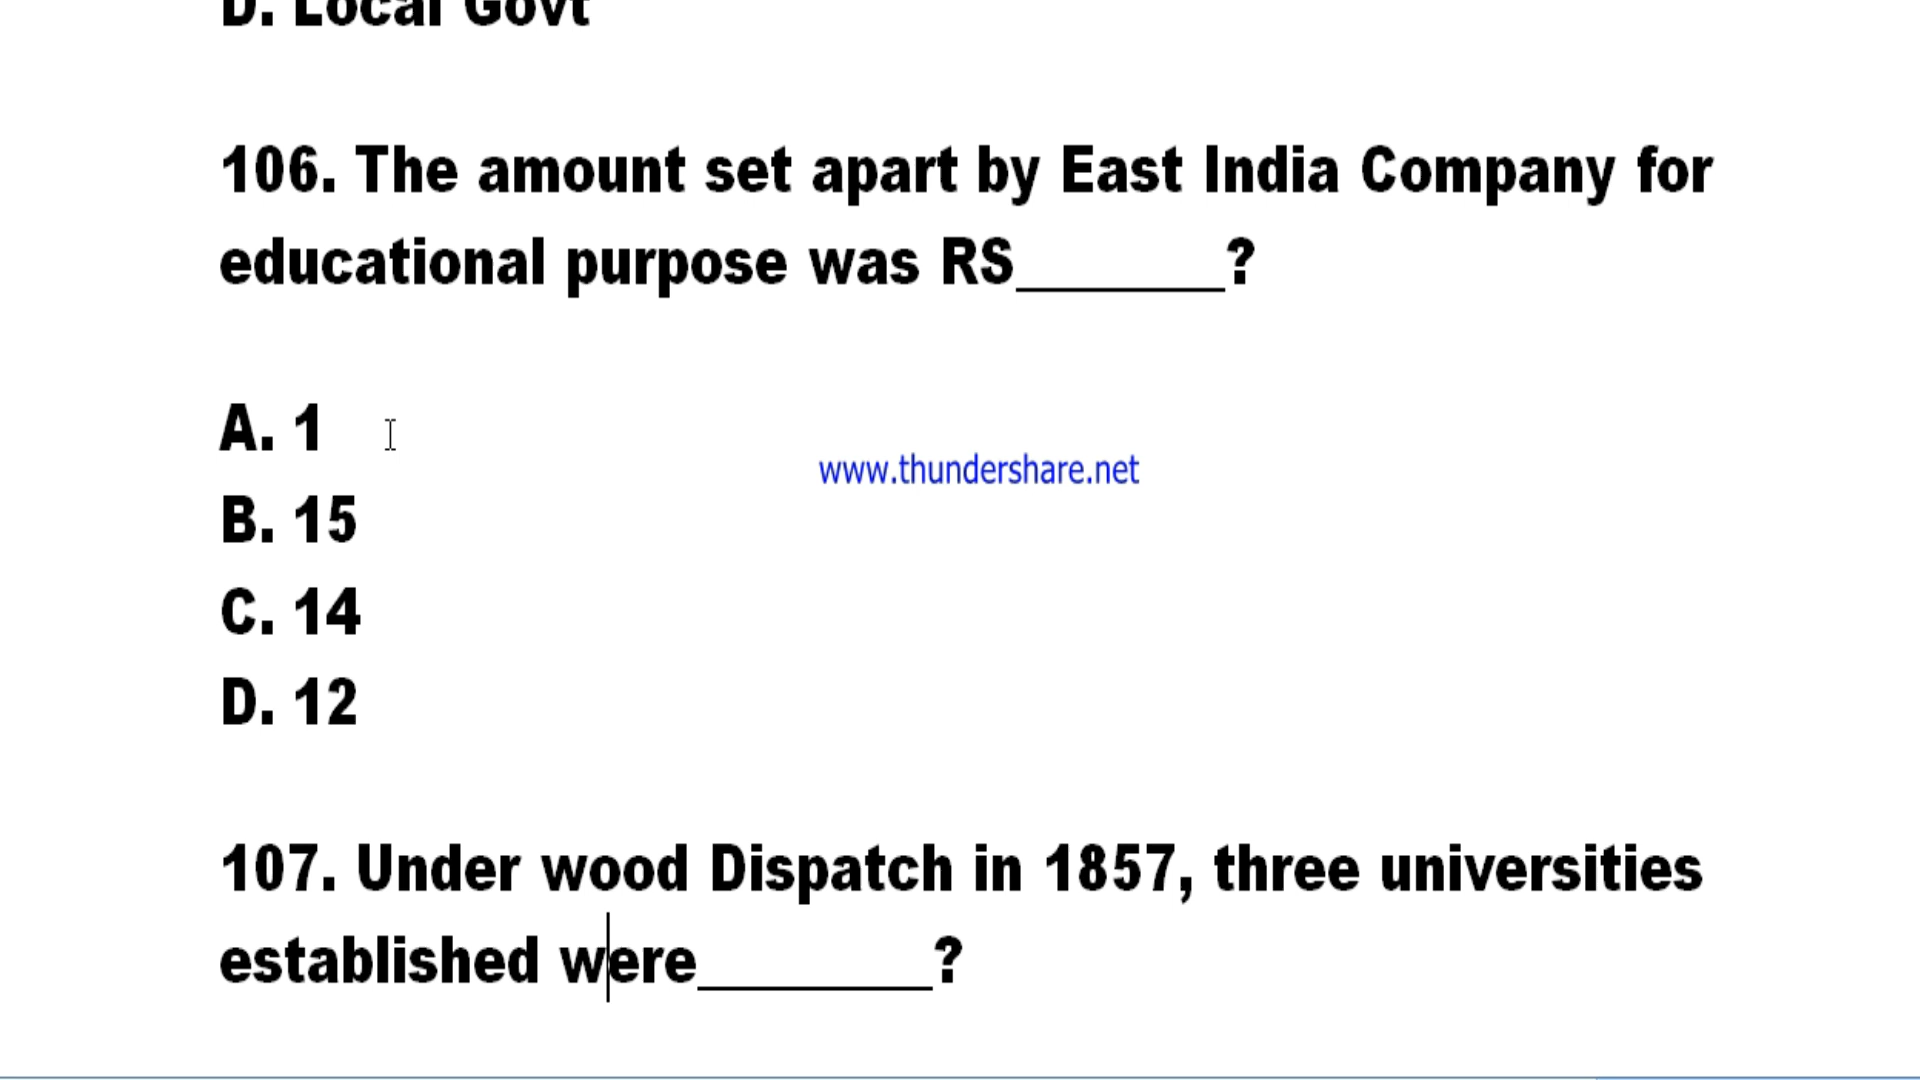 D. Local Govt
106. The amount set apart by East India Company for
educational purpose was RS_______?
A. 1
B. 15
www.thundershare.net
C. 14
D. 12
107. Under wood Dispatch in 1857, three universities
established were________?